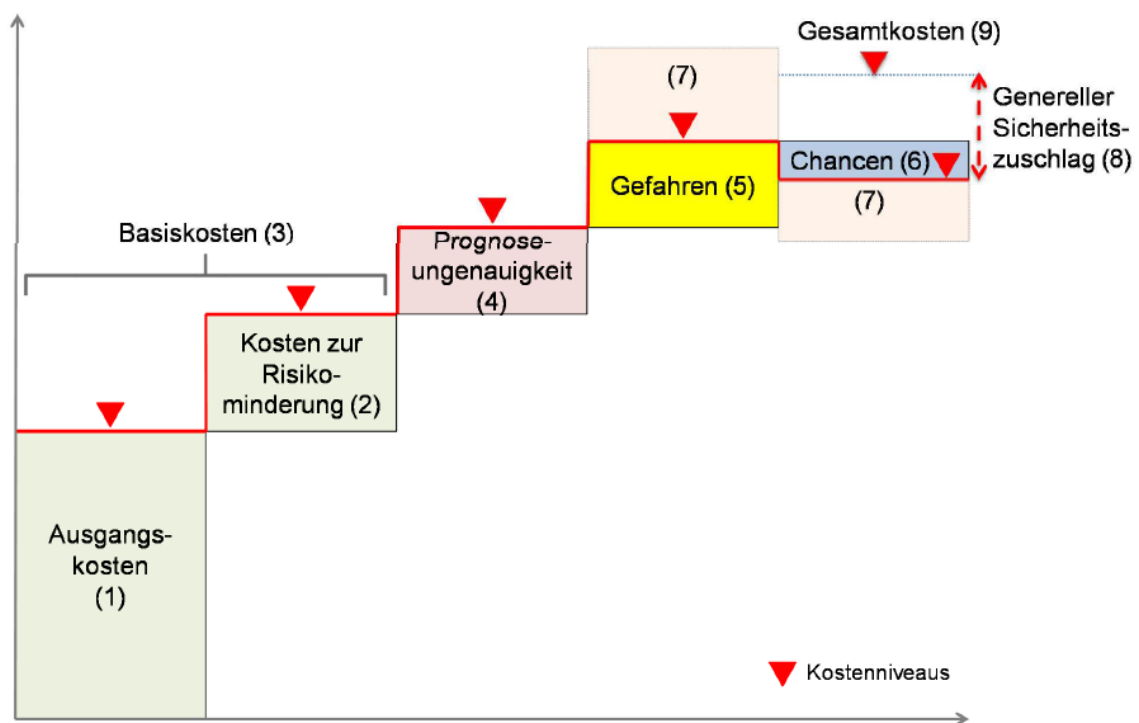 Gesamtkosten (9)
(7)
Genereller
Sicherheits-
zuschlag (8)
Chancen (6)
Gefahren (5)
(7)
Basiskosten (3)
Prognose-
ungenauigkeit
(4)
Kosten zur
Risiko-
minderung (2)
Ausgangs-
kosten
(1)
Kostenniveaus